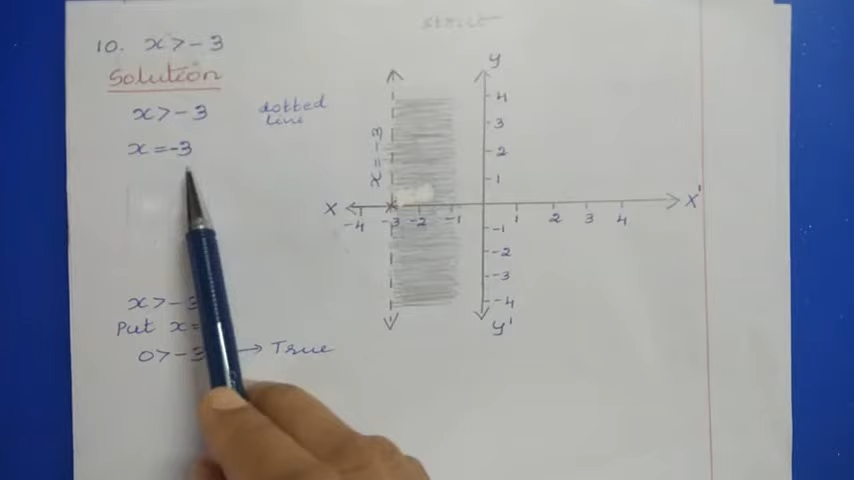 strict
10. x > - 3
Solution
x > - 3
dotted
line
x = -3
x > - 3
Put x =
0 > - 3 → True
y
4
3
2
1
x = -3
X
X'
-4 -3 -2 -1 1 2 3 4
-1
-2
-3
-4
y'